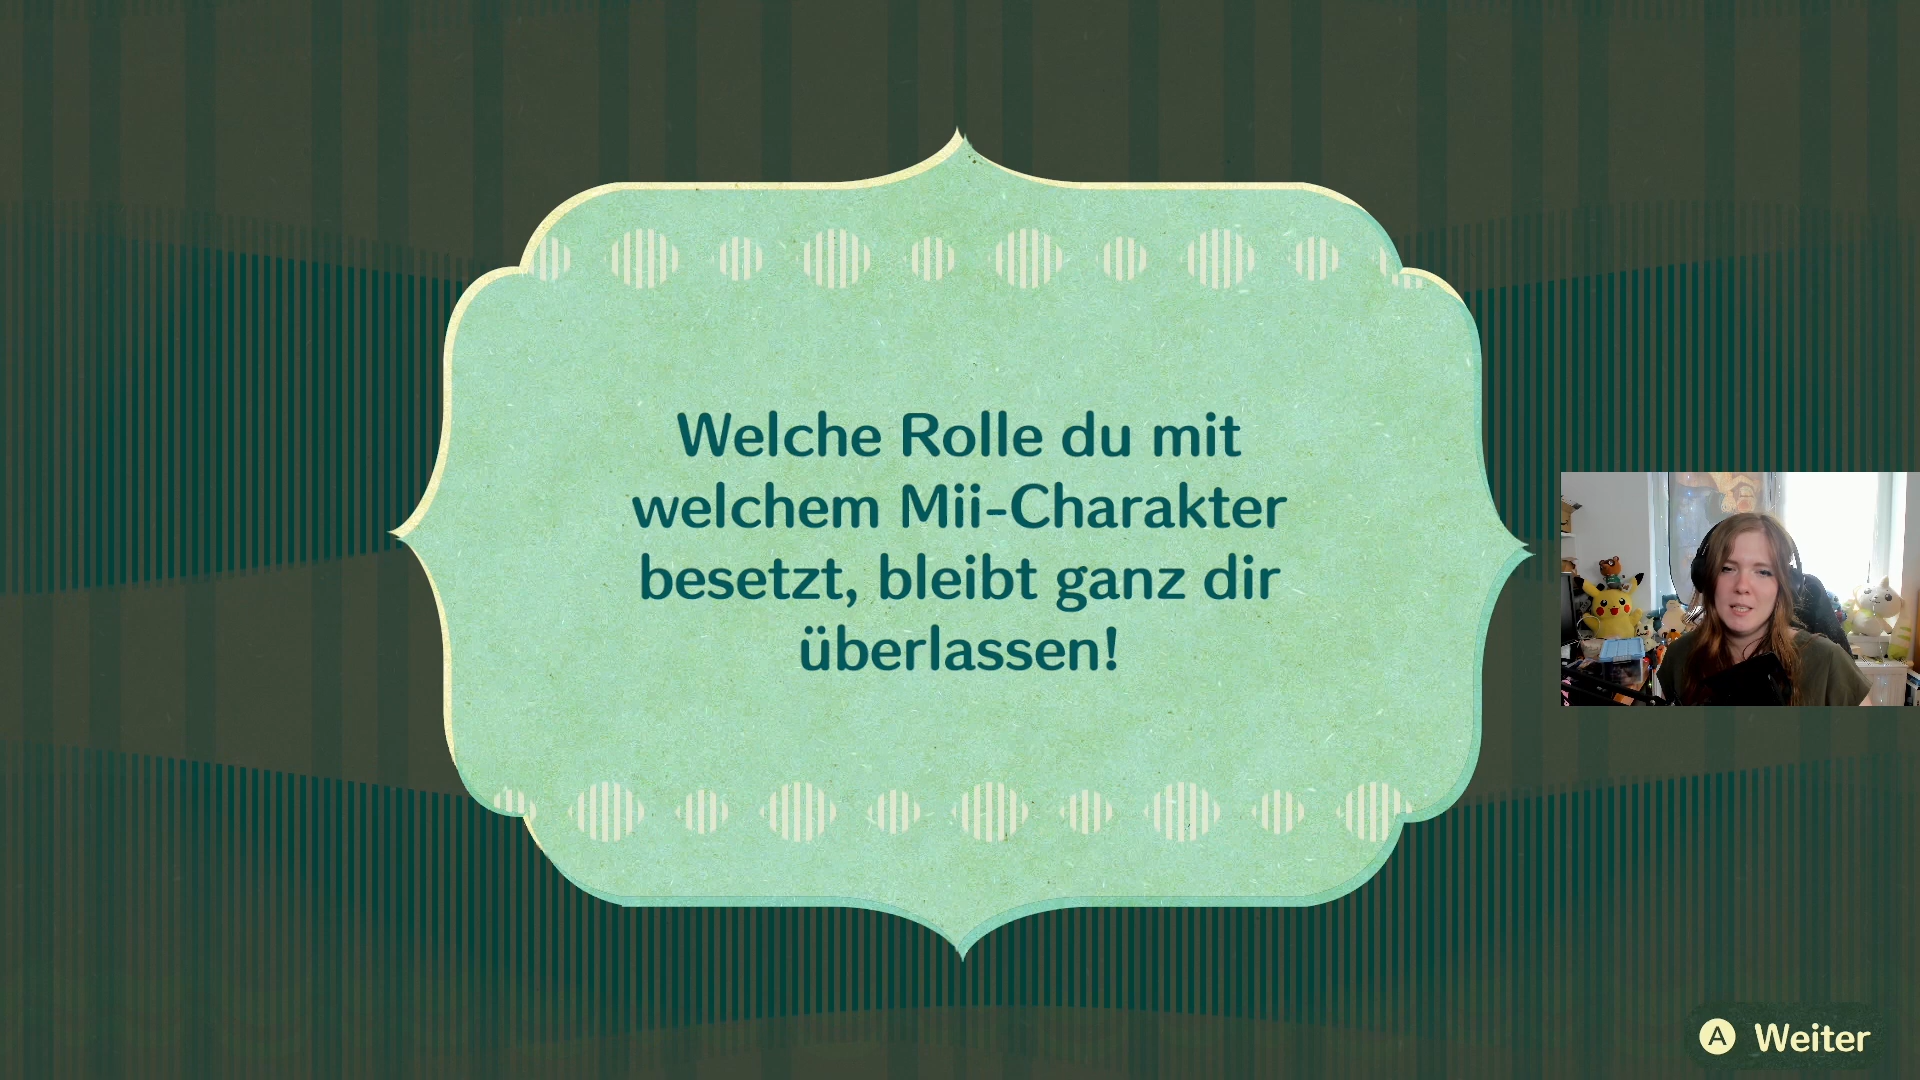 Welche Rolle du mit
welchem Mii-Charakter
besetzt, bleibt ganz dir
überlassen!
A Weiter